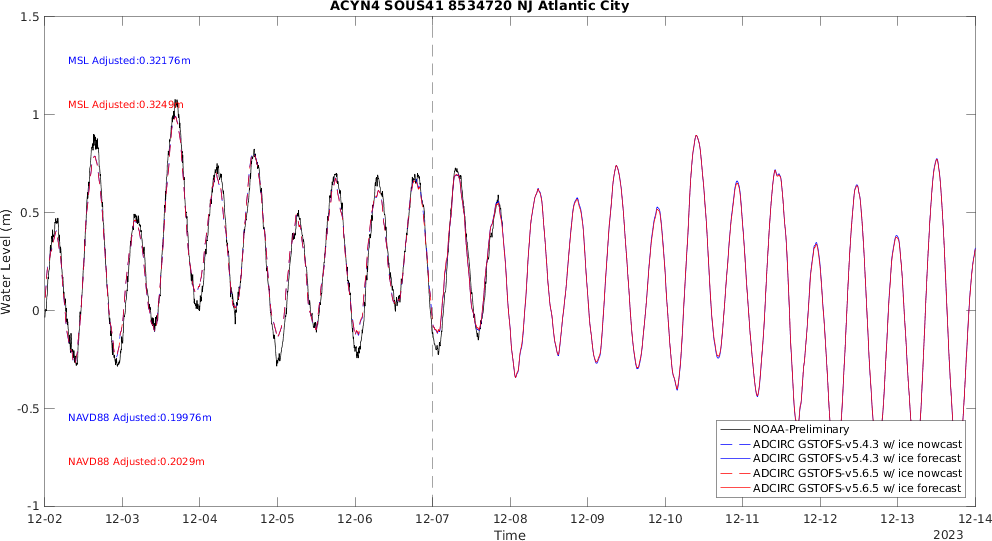 ACYN4 SOUS41 8534720 NJ Atlantic City
1.5
MSL Adjusted:0.32176m
MSL Adjusted:0.3249m
1
0.5
Water Level (m)
0
-0.5
NAVD88 Adjusted:0.19976m
NAVD88 Adjusted:0.2029m
NOAA-Preliminary
ADCIRC GSTOFS-v5.4.3 w/ ice nowcast
ADCIRC GSTOFS-v5.4.3 w/ ice forecast
ADCIRC GSTOFS-v5.6.5 w/ ice nowcast
ADCIRC GSTOFS-v5.6.5 w/ ice forecast
-1
12-02 12-03 12-04 12-05 12-06 12-07 12-08 12-09 12-10 12-11 12-12 12-13 12-14
Time
2023